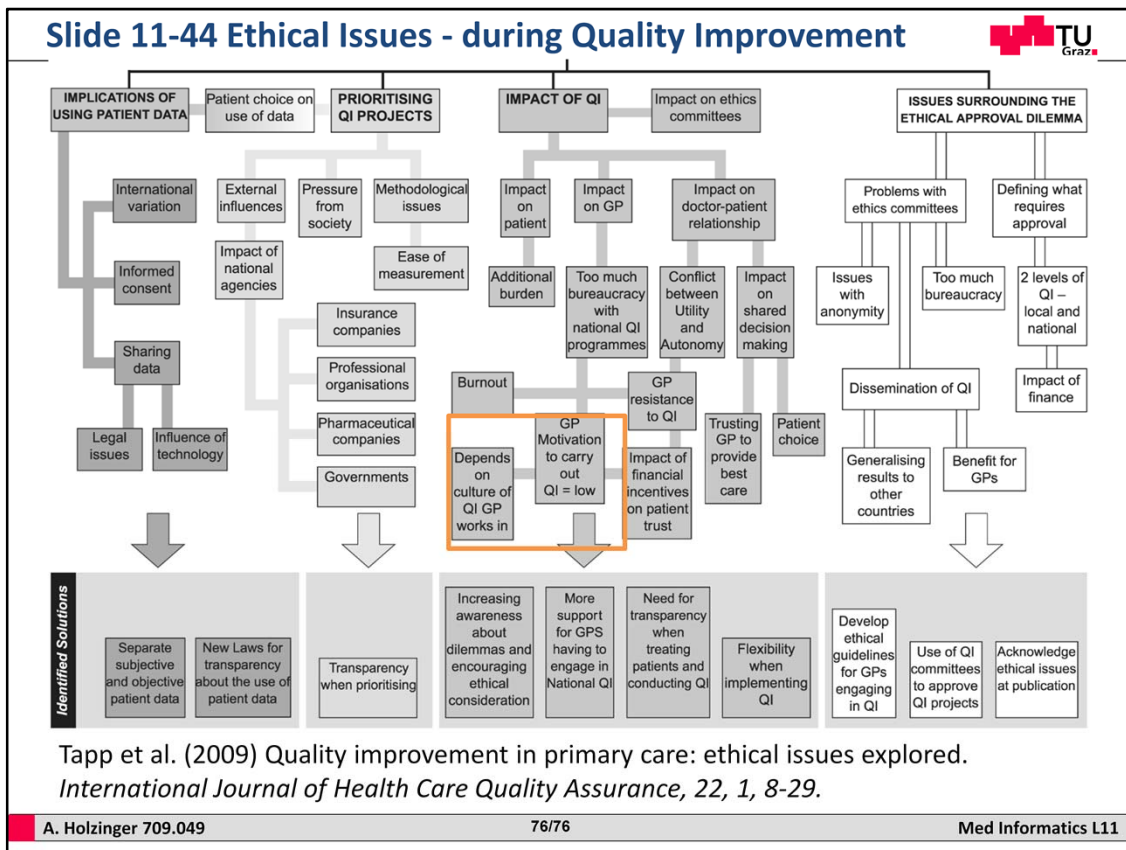 Slide 11-44 Ethical Issues - during Quality Improvement
TU
Graz
IMPLICATIONS OF
USING PATIENT DATA
Patient choice on
use of data
PRIORITISING
QI PROJECTS
IMPACT OF QI
Impact on ethics
committees
ISSUES SURROUNDING THE
ETHICAL APPROVAL DILEMMA
International
variation
Informed
consent
Sharing
data
Legal
issues
Influence of
technology
External
influences
Impact of
national
agencies
Pressure
from
society
Methodological
issues
Ease of
measurement
Insurance
companies
Professional
organisations
Pharmaceutical
companies
Governments
Impact
on
patient
Additional
burden
Impact
on GP
Too much
bureaucracy
with
national QI
programmes
Impact on
doctor-patient
relationship
Conflict
between
Utility
and
Autonomy
Impact
on
shared
decision
making
Burnout
GP
resistance
to QI
GP
Motivation
to carry
out
QI = low
Depends
on
culture of
QI GP
works in
Impact of
financial
incentives
on patient
trust
Trusting
GP to
provide
best
care
Patient
choice
Problems with
ethics committees
Issues
with
anonymity
Too much
bureaucracy
Defining what
requires
approval
2 levels of
QI –
local and
national
Impact of
finance
Dissemination of QI
Generalising
results to
other
countries
Benefit for
GPs
Identified Solutions
Separate
subjective
and objective
patient data
New Laws for
transparency
about the use of
patient data
Transparency
when prioritising
Increasing
awareness
about
dilemmas and
encouraging
ethical
consideration
More
support
for GPS
having to
engage in
National QI
Need for
transparency
when
treating
patients and
conducting QI
Flexibility
when
implementing
QI
Develop
ethical
guidelines
for GPs
engaging
in QI
Use of QI
committees
to approve
QI projects
Acknowledge
ethical issues
at publication
Tapp et al. (2009) Quality improvement in primary care: ethical issues explored.
International Journal of Health Care Quality Assurance, 22, 1, 8-29.
A. Holzinger 709.049
76/76
Med Informatics L11